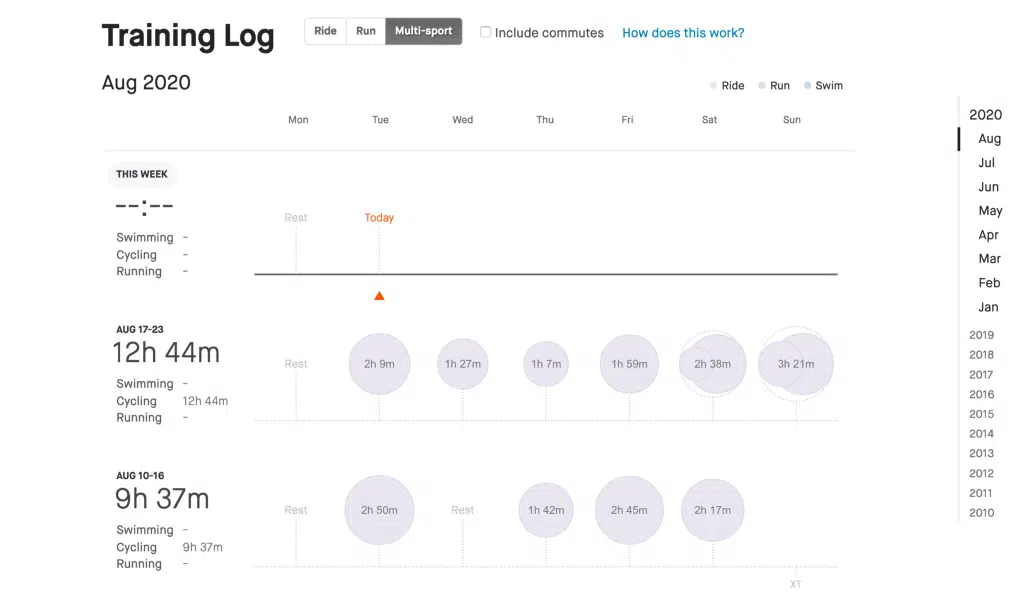 Training Log
Ride Run Multi-sport Include commutes How does this work?
Aug 2020
Ride Run Swim
Mon Tue Wed Thu Fri Sat Sun
THIS WEEK
--:--
Rest Today
Swimming -
Cycling -
Running -
AUG 17-23
12h 44m
Rest 2h 9m 1h 27m 1h 7m 1h 59m 2h 38m 3h 21m
Swimming -
Cycling 12h 44m
Running -
AUG 10-16
9h 37m
Rest 2h 50m Rest 1h 42m 2h 45m 2h 17m
Swimming -
Cycling 9h 37m
Running -
XT
2020
Aug
Jul
Jun
May
Apr
Mar
Feb
Jan
2019
2018
2017
2016
2015
2014
2013
2012
2011
2010